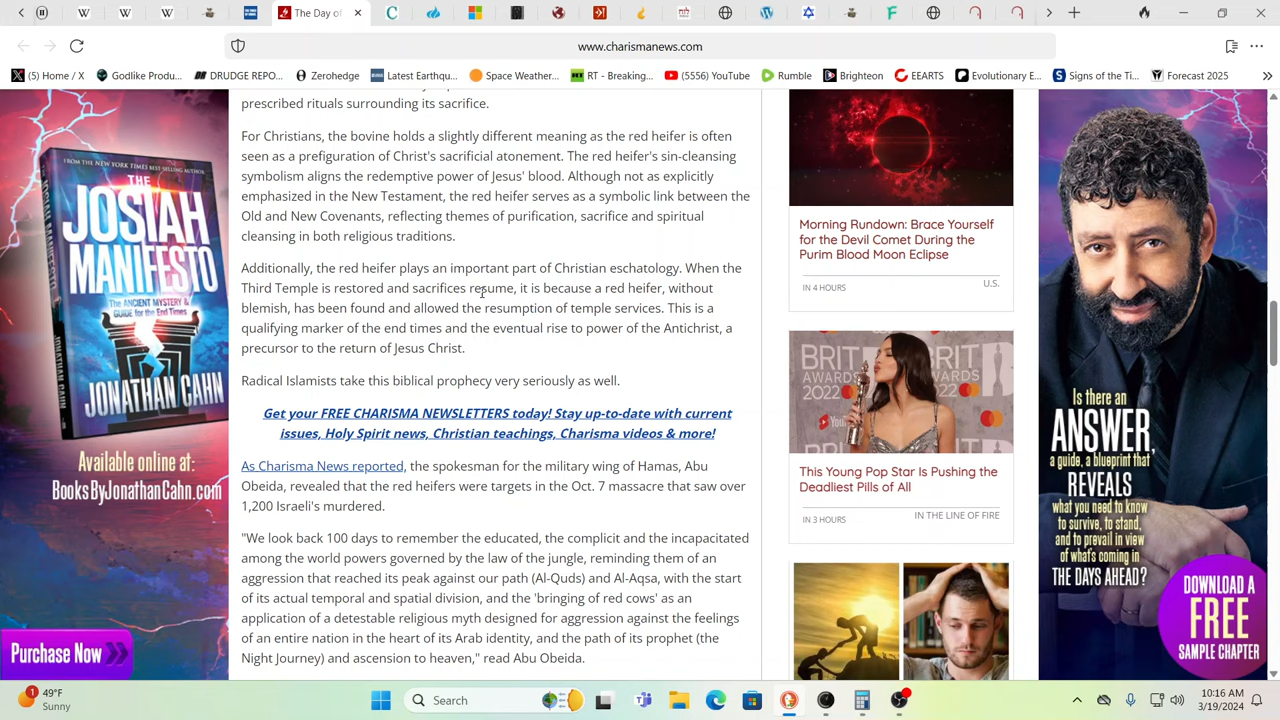 The Day of
www.charismanews.com
(5) Home / X
Godlike Produ...
DRUDGE REPO...
Zerohedge
Latest Earthqu...
Space Weather...
RT - Breaking...
(5556) YouTube
Rumble
Brighteon
EEARTS
Evolutionary E...
Signs of the Ti...
Forecast 2025
prescribed rituals surrounding its sacrifice.
For Christians, the bovine holds a slightly different meaning as the red heifer is often
seen as a prefiguration of Christ's sacrificial atonement. The red heifer's sin-cleansing
symbolism aligns the redemptive power of Jesus' blood. Although not as explicitly
emphasized in the New Testament, the red heifer serves as a symbolic link between the
Old and New Covenants, reflecting themes of purification, sacrifice and spiritual
cleansing in both religious traditions.
Additionally, the red heifer plays an important part of Christian eschatology. When the
Third Temple is restored and sacrifices resume, it is because a red heifer, without
blemish, has been found and allowed the resumption of temple services. This is a
qualifying marker of the end times and the eventual rise to power of the Antichrist, a
precursor to the return of Jesus Christ.
Radical Islamists take this biblical prophecy very seriously as well.
Get your FREE CHARISMA NEWSLETTERS today! Stay up-to-date with current
issues, Holy Spirit news, Christian teachings, Charisma videos & more!
As Charisma News reported, the spokesman for the military wing of Hamas, Abu
Obeida, revealed that the red heifers were targets in the Oct. 7 massacre that saw over
1,200 Israeli's murdered.
"We look back 100 days to remember the educated, the complicit and the incapacitated
among the world powers governed by the law of the jungle, reminding them of an
aggression that reached its peak against our path (Al-Quds) and Al-Aqsa, with the start
of its actual temporal and spatial division, and the 'bringing of red cows' as an
application of a detestable religious myth designed for aggression against the feelings
of an entire nation in the heart of its Arab identity, and the path of its prophet (the
Night Journey) and ascension to heaven," read Abu Obeida.
FROM THE NEW YORK TIMES BEST-SELLING AUTHOR
THE
JOSIAH
MANIFESTO
THE ANCIENT MYSTERY &
GUIDE for the End Times
JONATHAN CAHN
Available online at:
BooksByJonathanCahn.com
Purchase Now
Morning Rundown: Brace Yourself
for the Devil Comet During the
Purim Blood Moon Eclipse
IN 4 HOURS
U.S.
BRIT
AWARDS
2022
BRIT
AWARDS
2022
mastercard
YouTube
This Young Pop Star Is Pushing the
Deadliest Pills of All
IN 3 HOURS
IN THE LINE OF FIRE
Is there an
ANSWER,
a guide, a blueprint that
REVEALS
what you need to know
to survive, to stand,
and to prevail in view
of what's coming in
THE DAYS AHEAD?
DOWNLOAD A
FREE
SAMPLE CHAPTER
1
49°F
Sunny
Search
10:16 AM
3/19/2024